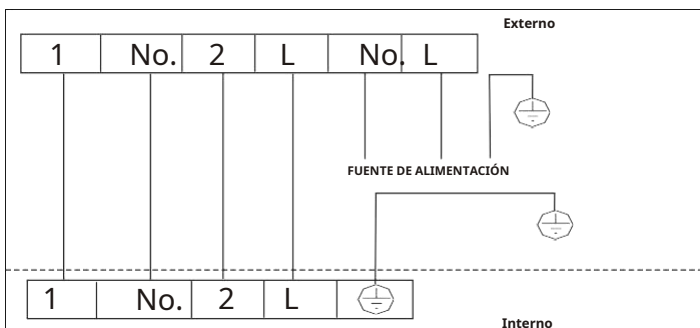 Externo
1 No. 2 L No. L
FUENTE DE ALIMENTACIÓN
1 No. 2 L
Interno